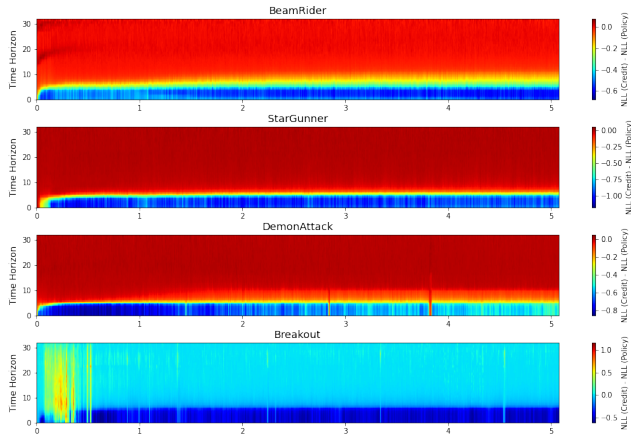 BeamRider
30
20
10
0
Time Horizon
0 1 2 3 4 5
0.0
−0.2
−0.4
−0.6
NLL (Credit) - NLL (Policy)
StarGunner
30
20
10
0
Time Horizon
0 1 2 3 4 5
0.00
−0.25
−0.50
−0.75
−1.00
NLL (Credit) - NLL (Policy)
DemonAttack
30
20
10
0
Time Horizon
0 1 2 3 4 5
0.0
−0.2
−0.4
−0.6
−0.8
NLL (Credit) - NLL (Policy)
Breakout
30
20
10
0
Time Horizon
0 1 2 3 4 5
1.0
0.5
0.0
−0.5
NLL (Credit) - NLL (Policy)